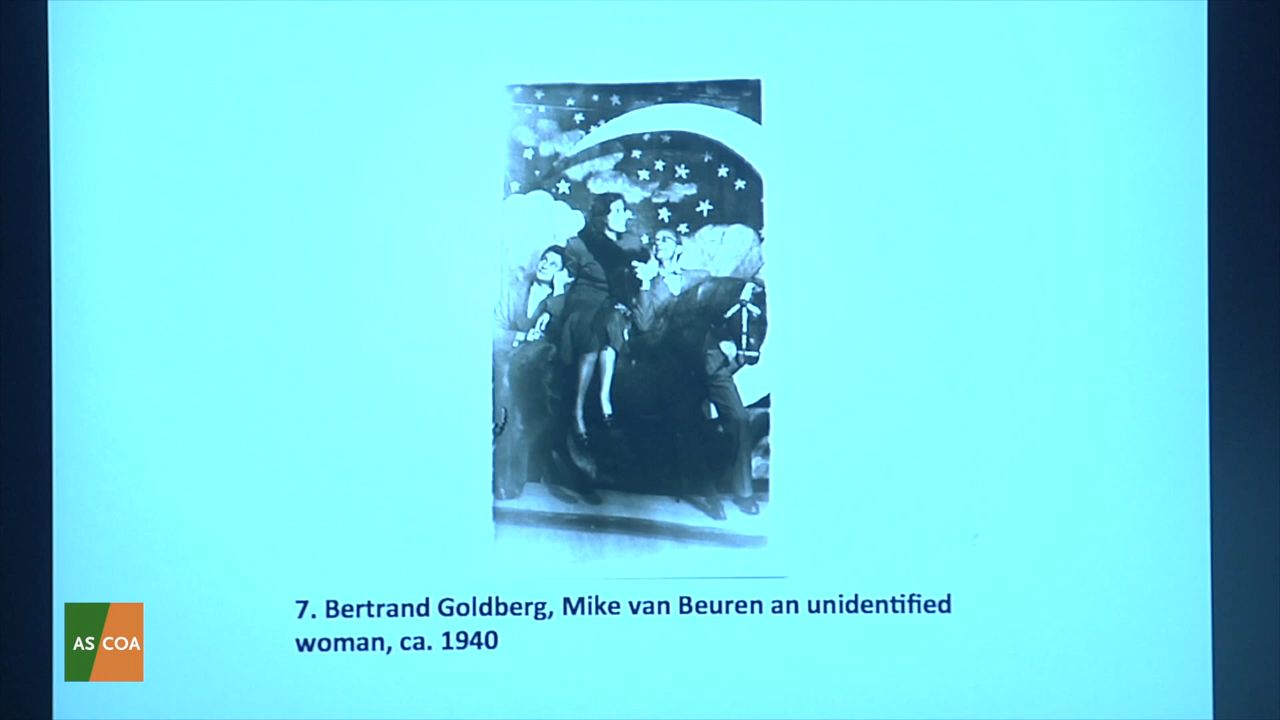 7. Bertrand Goldberg, Mike van Beuren an unidentified
woman, ca. 1940
AS COA